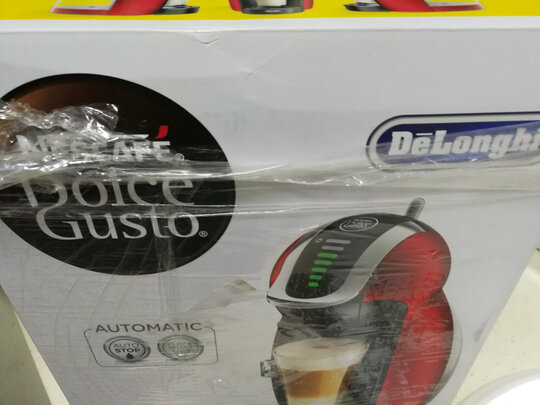 NESCAFÉ
Dolce
Gusto
DeLonghi
AUTOMATIC
AUTO
STOP